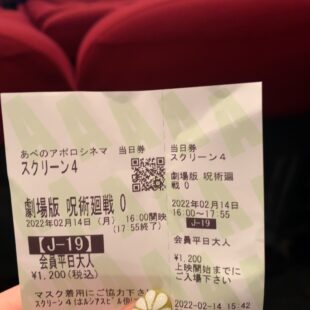 あべのアポロシネマ 当日券
スクリーン4
劇場版 呪術廻戦 0
2022年02月14日 (月) 16:00開映
(17:55終了)
【J-19】
会員平日大人
¥1,200(税込)
マスク着用にご協力下さい
スクリーン4
当日券
スクリーン4
劇場版 呪術廻
戦 0
2022年02月14日
16:00~17:55
J-19
会員平日大人
¥1,200
上映開始までに
ご入場下さい
2022-02-14 15:42